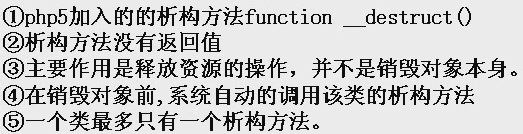 ①php5加入的的析构方法function __destruct()
②析构方法没有返回值
③主要作用是释放资源的操作，并不是销毁对象本身。
④在销毁对象前,系统自动的调用该类的析构方法
⑤一个类最多只有一个析构方法。